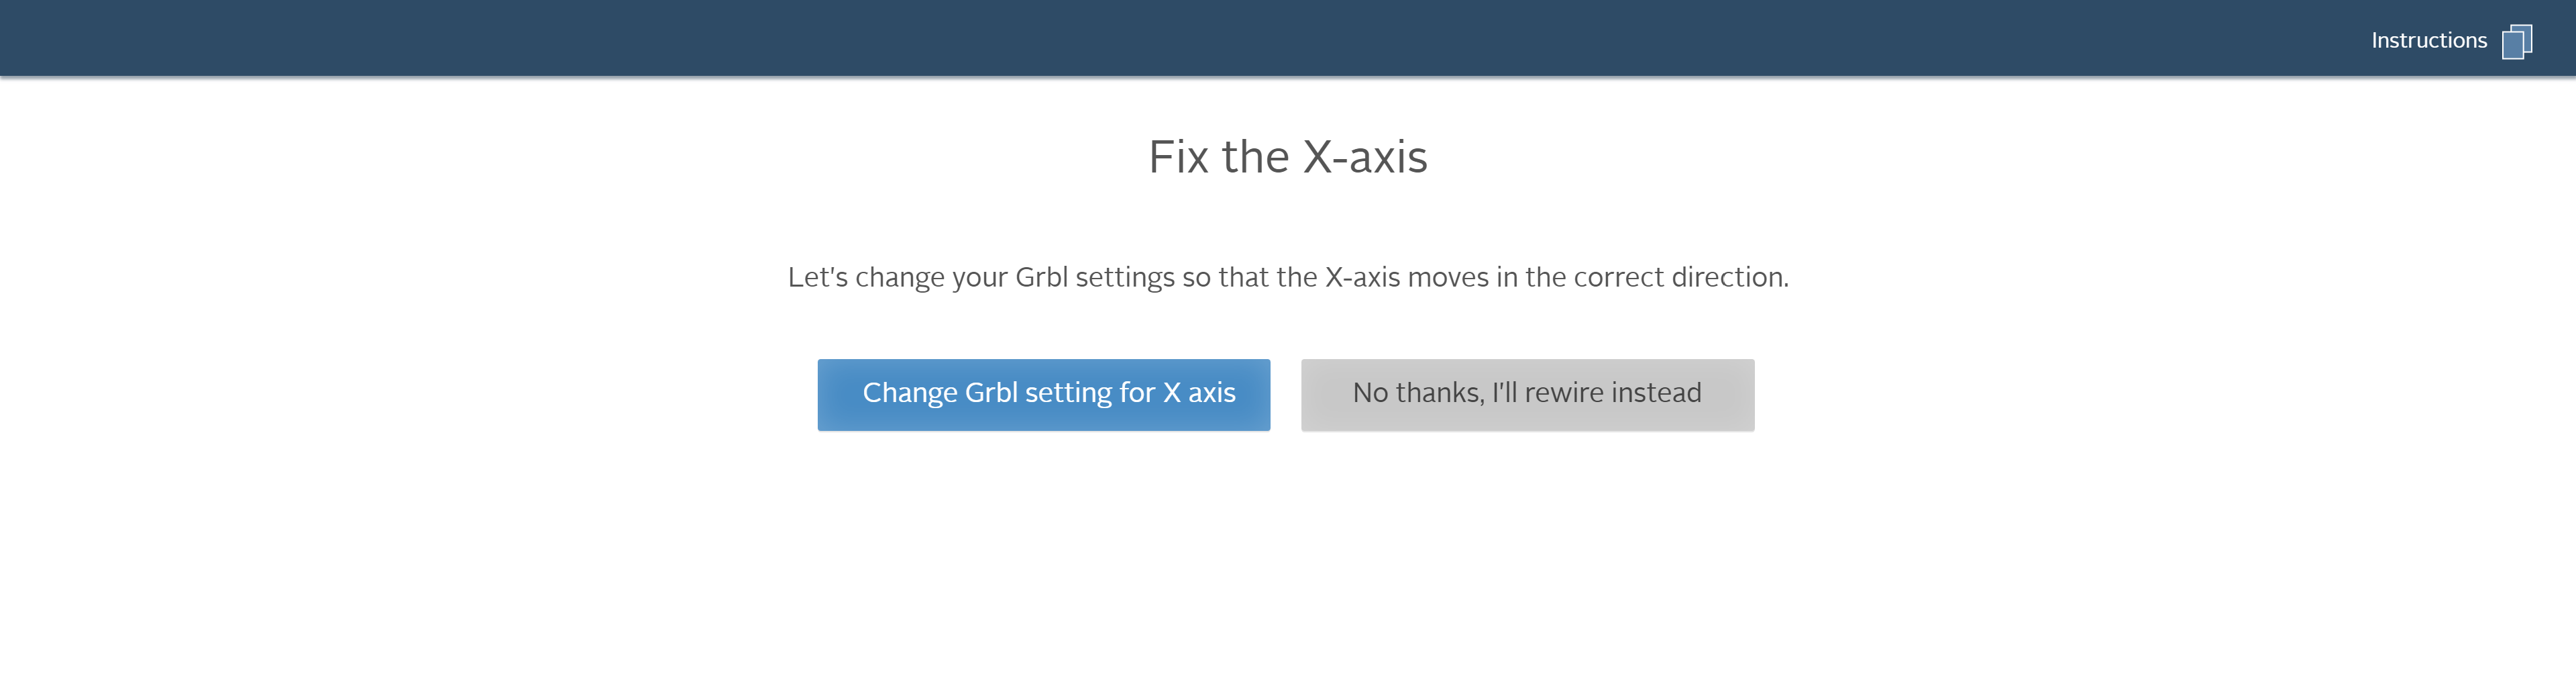 Instructions
Fix the X-axis
Let's change your Grbl settings so that the X-axis moves in the correct direction.
Change Grbl setting for X axis
No thanks, I'll rewire instead